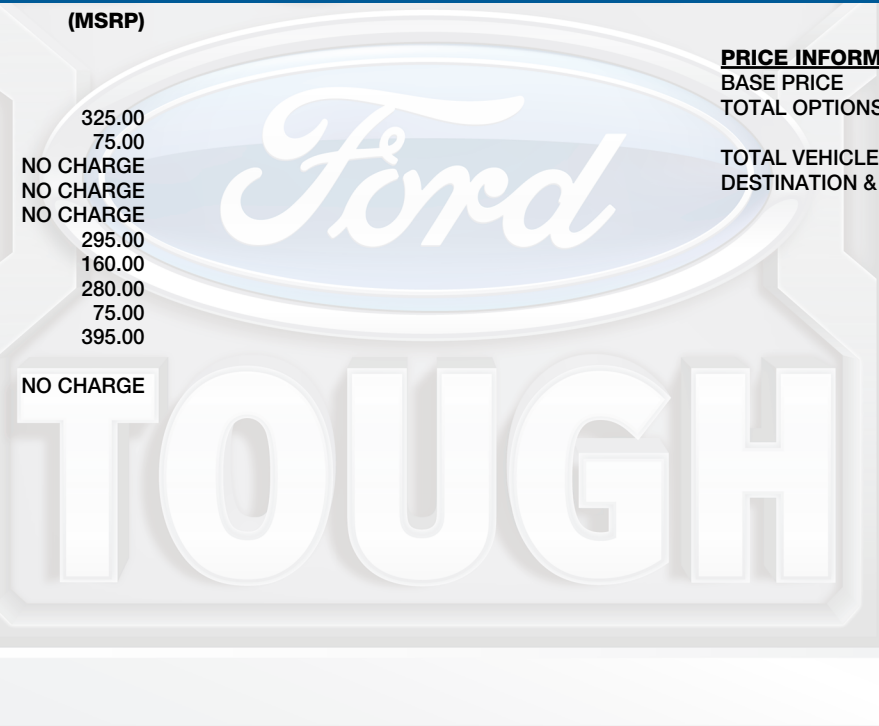 (MSRP)
325.00
75.00
NO CHARGE
NO CHARGE
NO CHARGE
295.00
160.00
280.00
75.00
395.00
NO CHARGE
PRICE INFORM
BASE PRICE
TOTAL OPTIONS
TOTAL VEHICLE
DESTINATION &
Ford
TOUGH